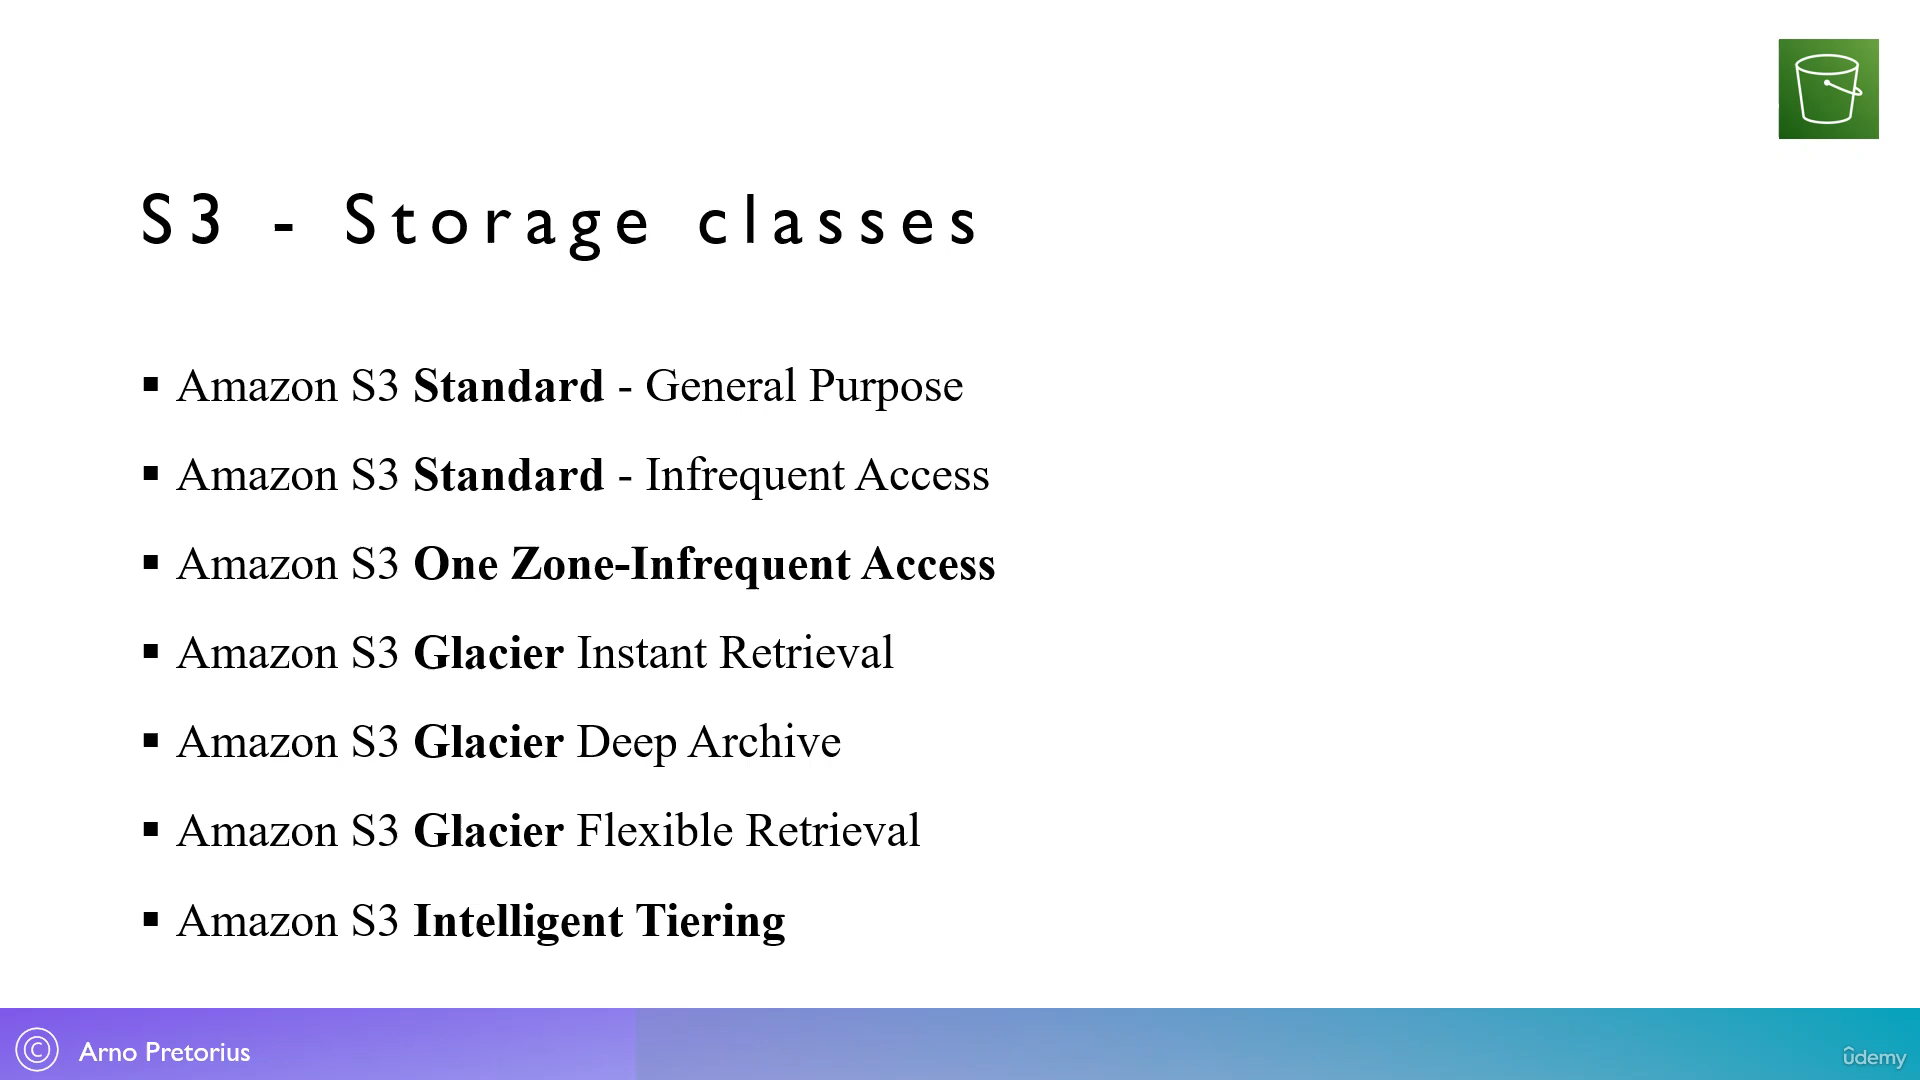 S3 - Storage classes
▪ Amazon S3 Standard - General Purpose
▪ Amazon S3 Standard - Infrequent Access
▪ Amazon S3 One Zone-Infrequent Access
▪ Amazon S3 Glacier Instant Retrieval
▪ Amazon S3 Glacier Deep Archive
▪ Amazon S3 Glacier Flexible Retrieval
▪ Amazon S3 Intelligent Tiering
© Arno Pretorius
ûdemy